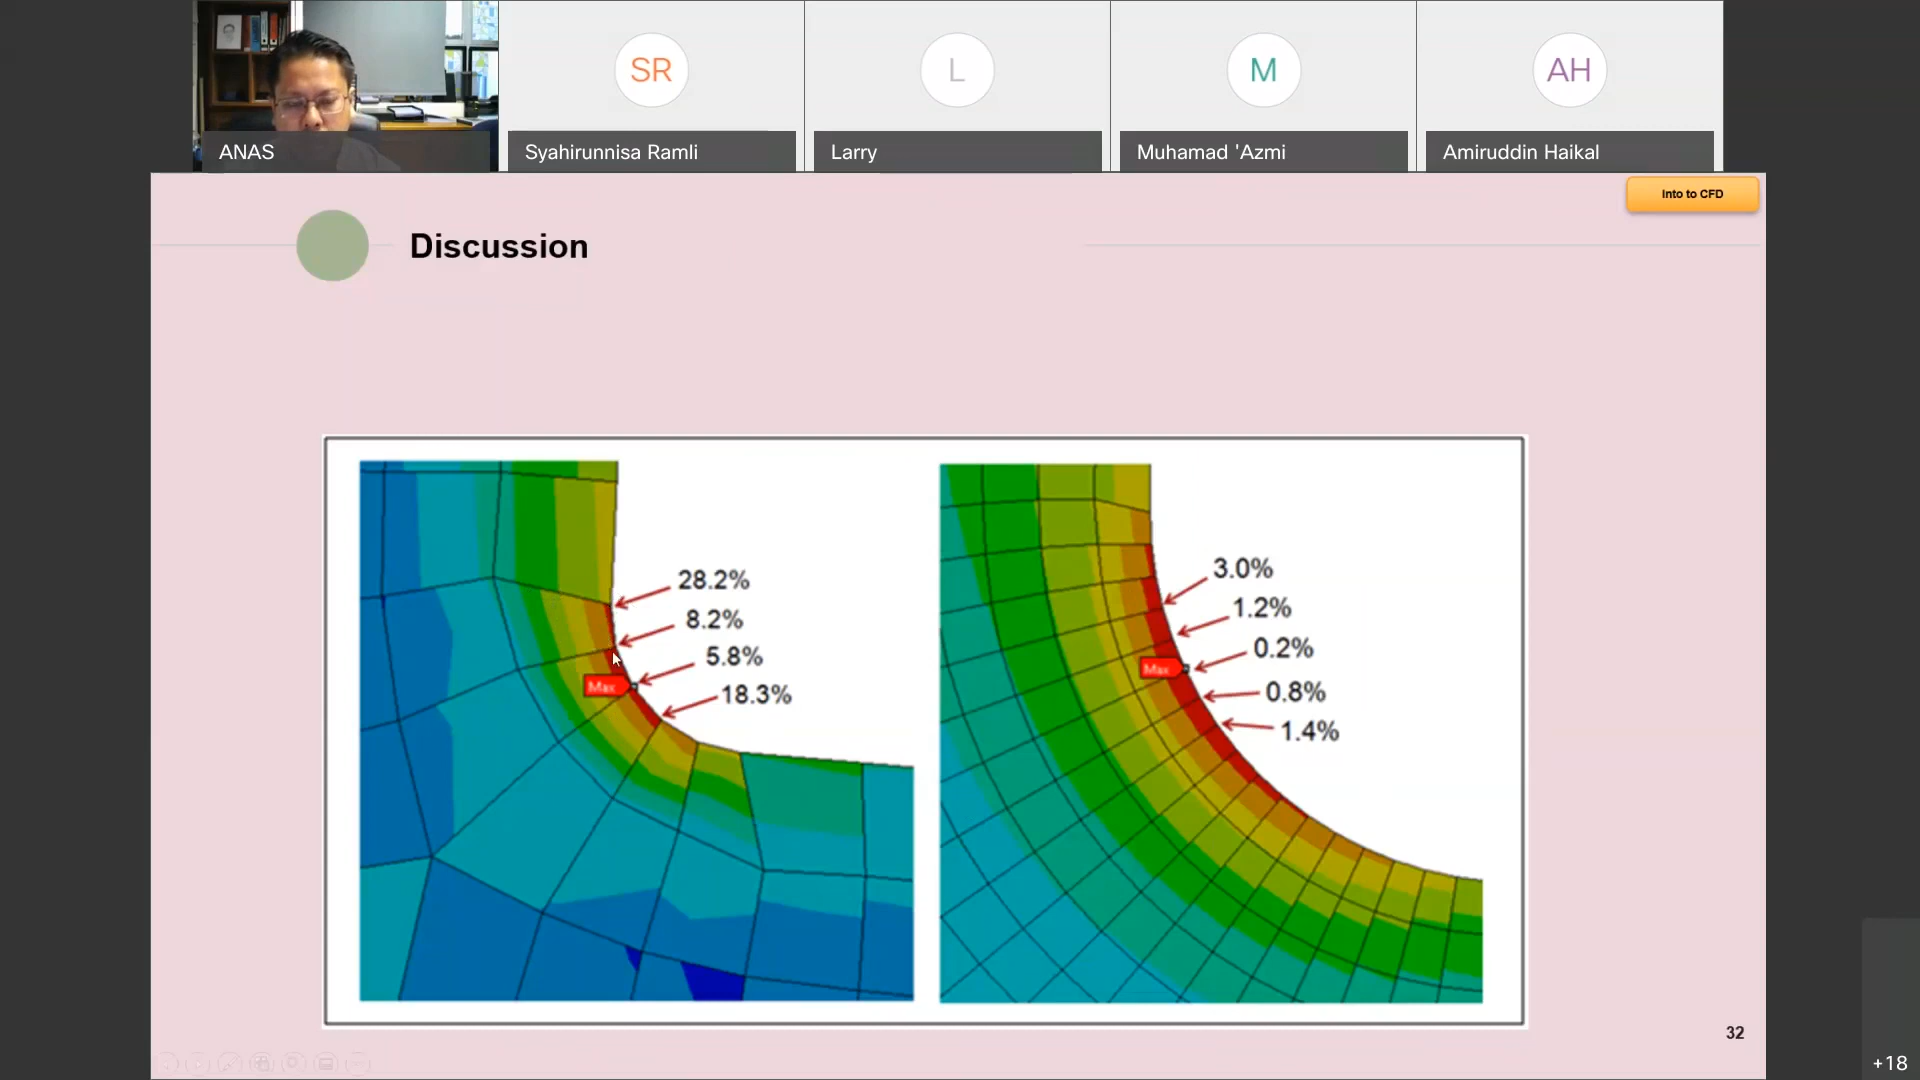 SR
L
M
AH
ANAS
Syahirunnisa Ramli
Larry
Muhamad 'Azmi
Amiruddin Haikal
Into to CFD
Discussion
28.2%
8.2%
5.8%
Max
18.3%
3.0%
1.2%
0.2%
Max
0.8%
1.4%
32
+18